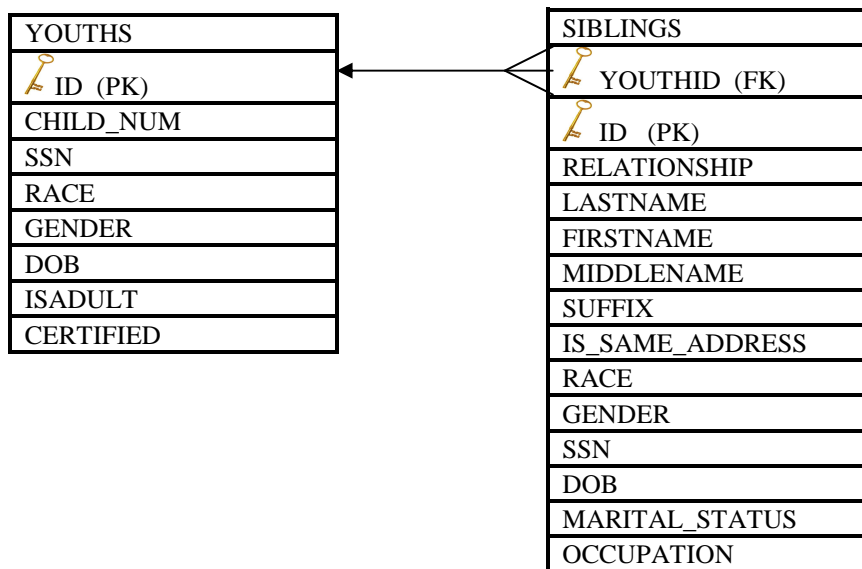 YOUTHS
ID (PK)
CHILD_NUM
SSN
RACE
GENDER
DOB
ISADULT
CERTIFIED
SIBLINGS
YOUTHID (FK)
ID (PK)
RELATIONSHIP
LASTNAME
FIRSTNAME
MIDDLENAME
SUFFIX
IS_SAME_ADDRESS
RACE
GENDER
SSN
DOB
MARITAL_STATUS
OCCUPATION